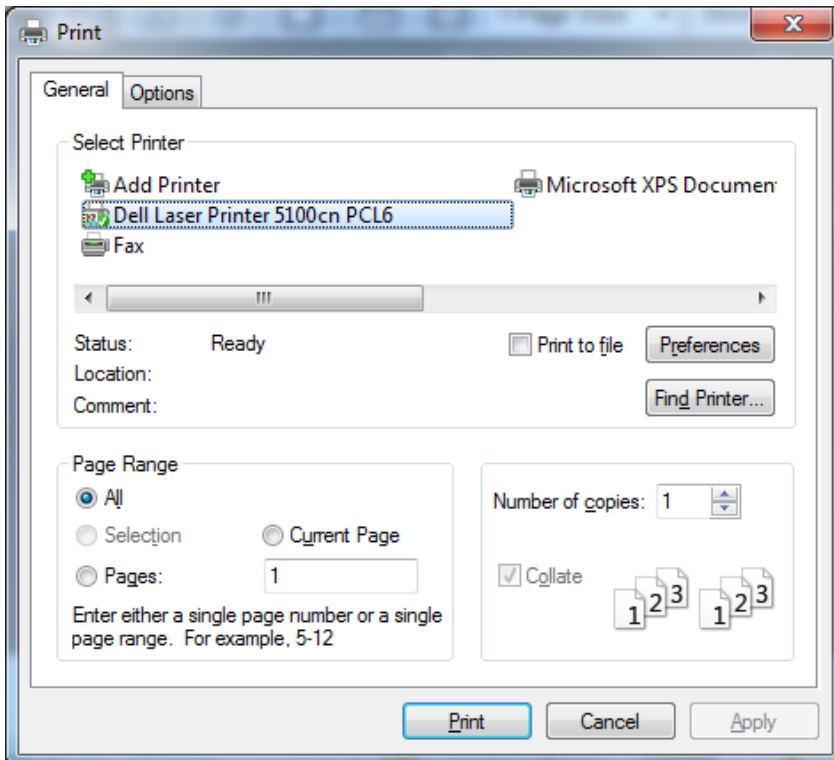 Print
General Options
Select Printer
Add Printer Microsoft XPS Documen
Dell Laser Printer 5100cn PCL6
Fax
Status: Ready Print to file Preferences
Location:
Comment: Find Printer...
Page Range
All Number of copies: 1
Selection Current Page
Pages: 1 Collate
1 2 3 1 2 3
Enter either a single page number or a single
page range. For example, 5-12
Print Cancel Apply